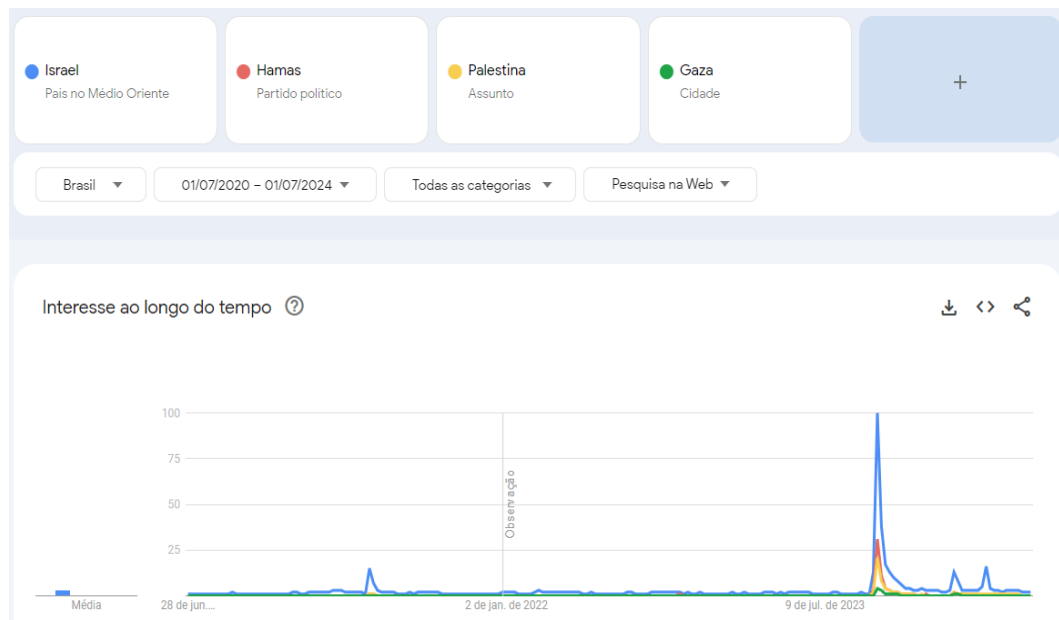 Israel
País no Médio Oriente
Hamas
Partido político
Palestina
Assunto
Gaza
Cidade
+
Brasil
01/07/2020 – 01/07/2024
Todas as categorias
Pesquisa na Web
Interesse ao longo do tempo
100
75
50
25
Observação
Média
28 de jun....
2 de jan. de 2022
9 de jul. de 2023